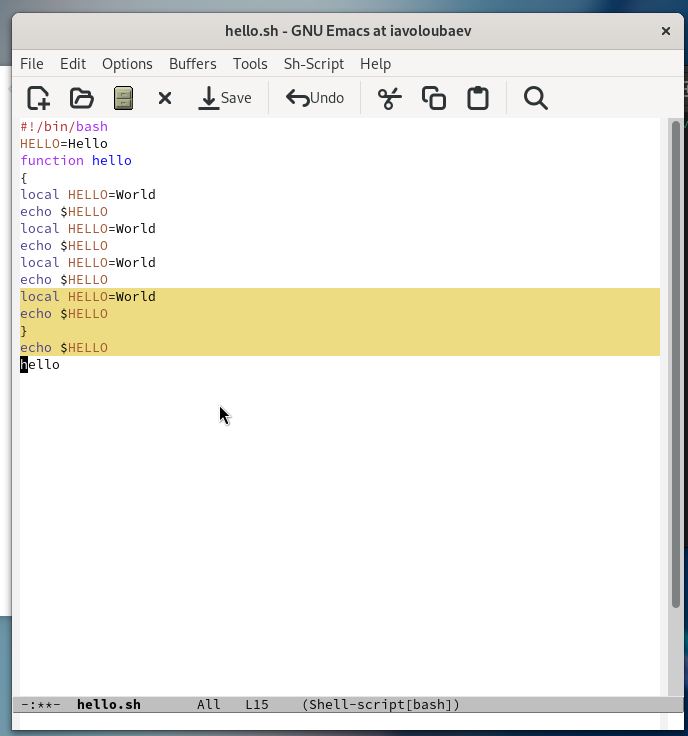 hello.sh - GNU Emacs at iavoloubaev
File Edit Options Buffers Tools Sh-Script Help
Save Undo
#!/bin/bash
HELLO=Hello
function hello
{
local HELLO=World
echo $HELLO
local HELLO=World
echo $HELLO
local HELLO=World
echo $HELLO
local HELLO=World
echo $HELLO
}
echo $HELLO
hello
-:**- hello.sh All L15 (Shell-script[bash])